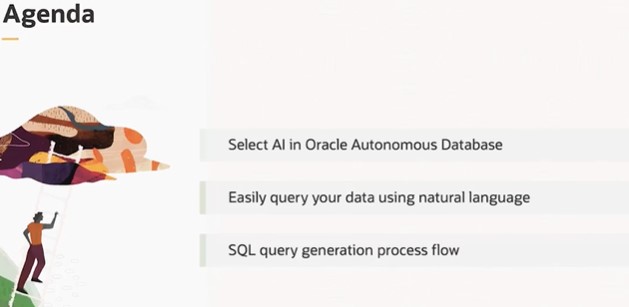 Agenda
Select AI in Oracle Autonomous Database
Easily query your data using natural language
SQL query generation process flow